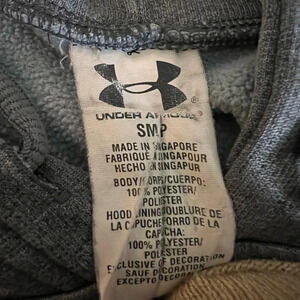 UNDER ARMOUR
SMP
MADE IN SINGAPORE
FABRIQUÉ À SINGAPOUR
HECHO EN SINGAPUR
BODY/CORPS/CUERPO:
100% POLYESTER/
POLIESTER
HOOD LINING/DOUBLURE DE
LA CAPUCHE/FORRO DE LA
CAPUCHA:
100% POLYESTER/
POLIESTER
EXCLUSIVE OF DECORATION
SAUF DÉCORATION
EXCEPTO DECORA